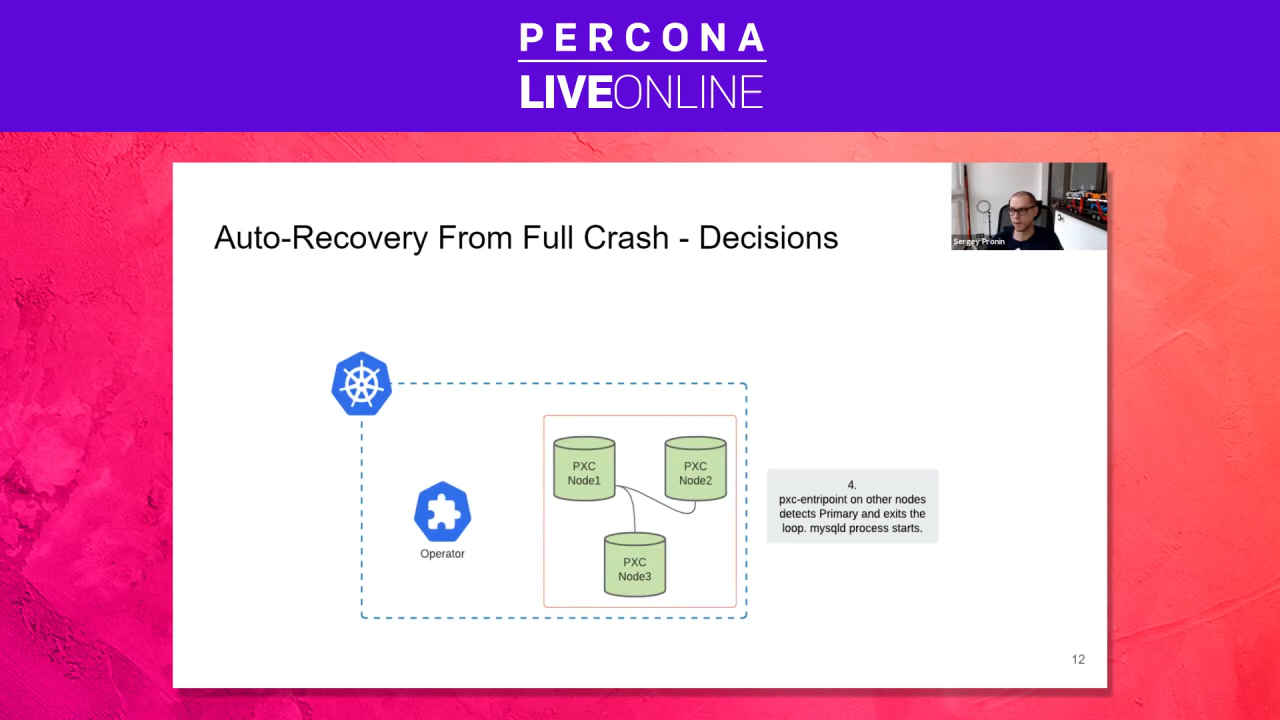 PERCONA
LIVEONLINE
Sergey Pronin
Auto-Recovery From Full Crash - Decisions
PXC
Node1
PXC
Node2
4.
pxc-entripoint on other nodes
detects Primary and exits the
loop. mysqld process starts.
Operator
PXC
Node3
12